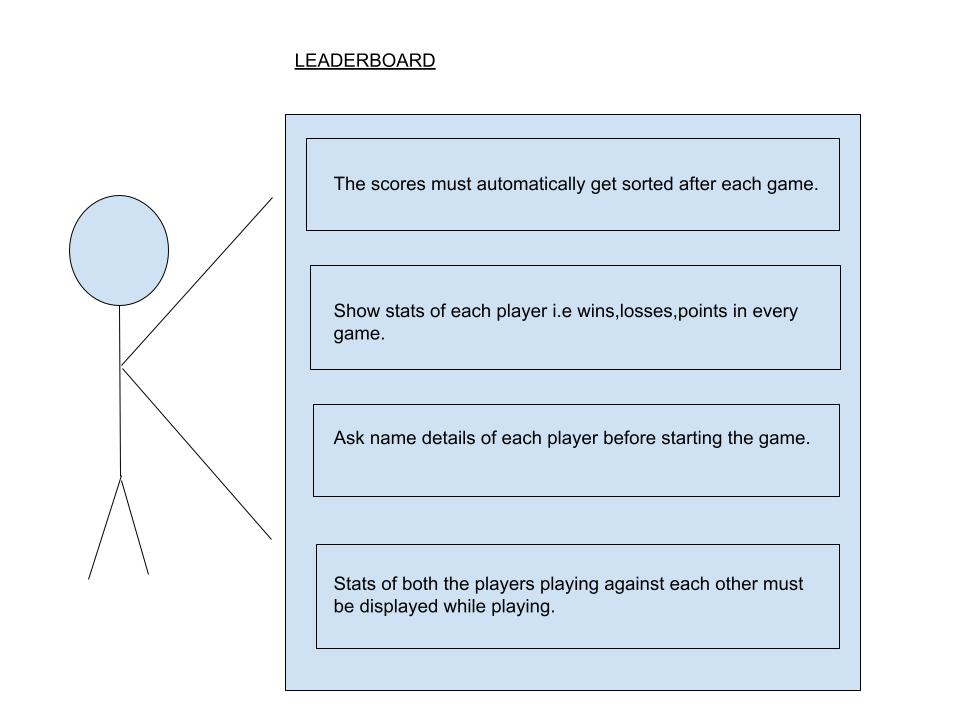 LEADERBOARD
The scores must automatically get sorted after each game.
Show stats of each player i.e wins,losses,points in every
game.
Ask name details of each player before starting the game.
Stats of both the players playing against each other must
be displayed while playing.